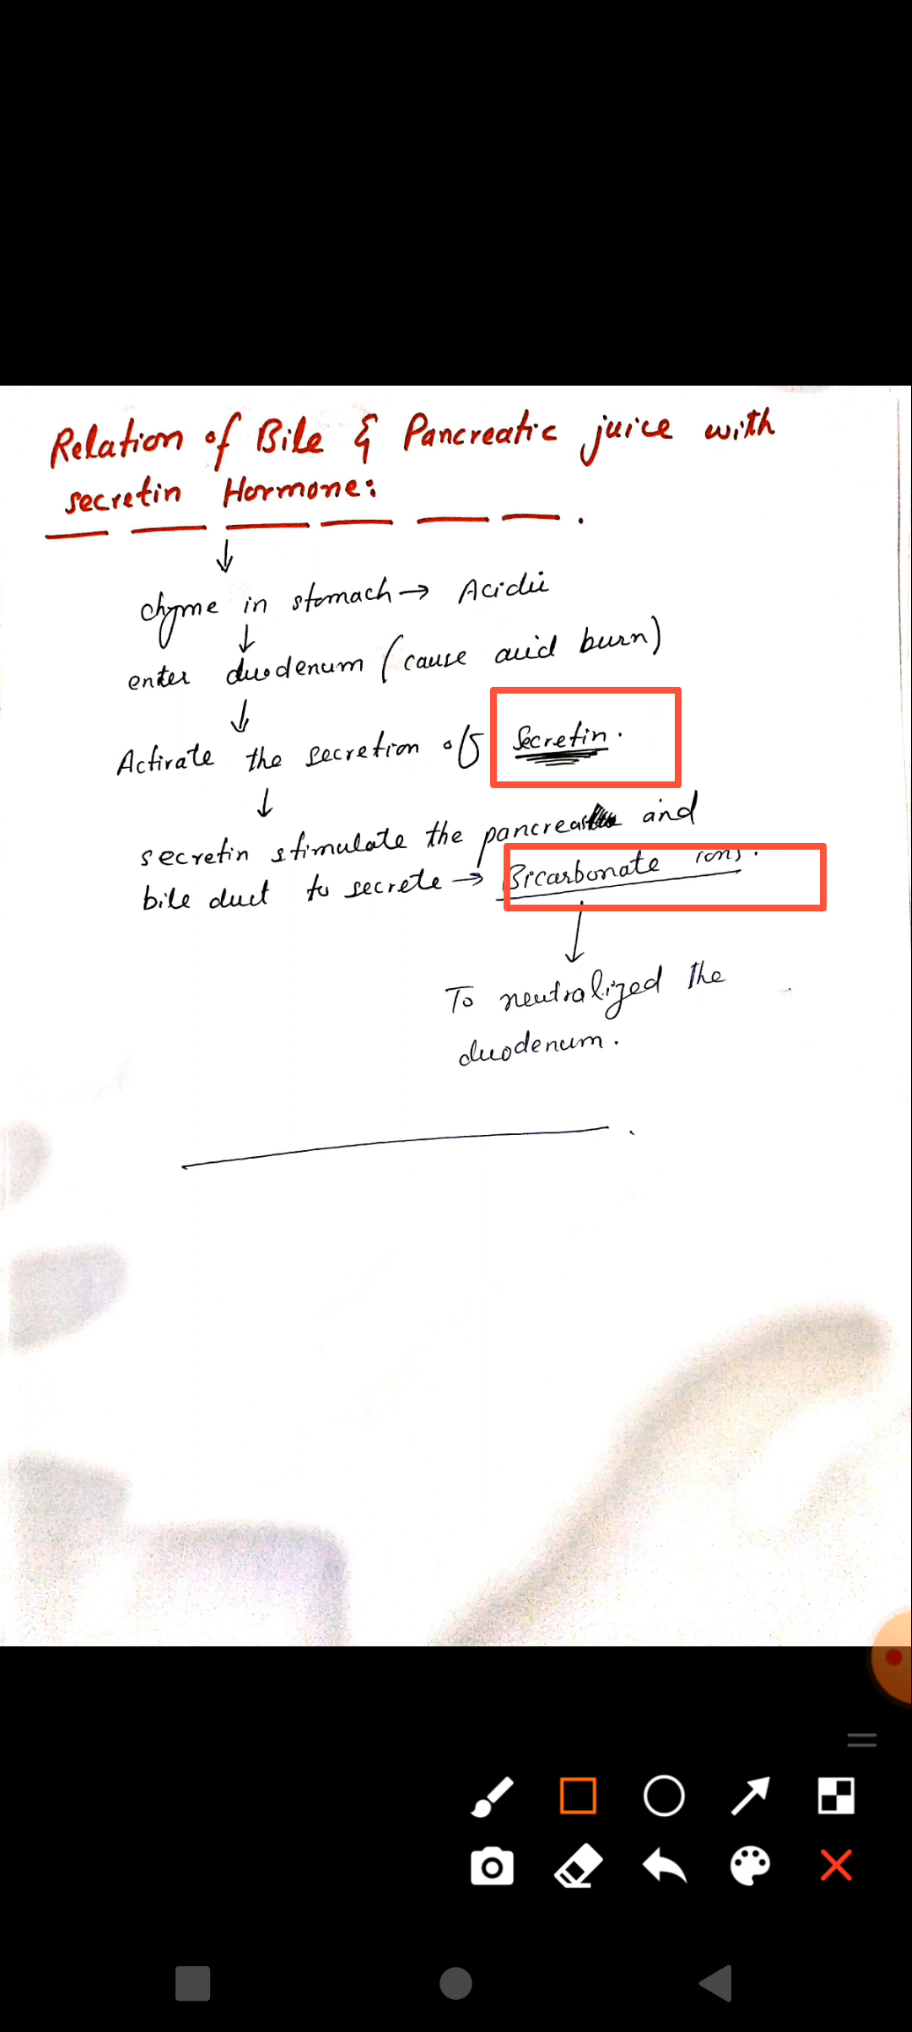 Relation of Bile & Pancreatic juice with
secretin Hormone:
chyme in stomach → Acidic
enter duodenum (cause acid burn)
Activate the secretion of secretin.
secretin stimulate the pancreas and
bile duct to secrete → Bicarbonate ions.
To neutralized the
duodenum.